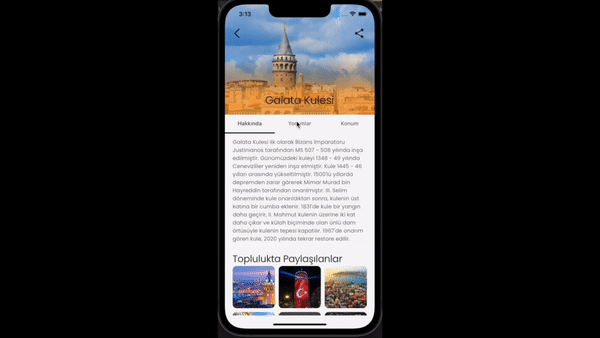 3:13
Galata Kulesi
Hakkında Yorumlar Konum
Galata Kulesi ilk olarak Bizans İmparatoru
Justinianos tarafından MS 507 - 508 yılında inşa
edilmiştir. Günümüzdeki kuleyi 1348 - 49 yılında
Cenevizliler yeniden inşa etmiştir. Kule 1445 - 46
yılları arasında yükseltilmiştir. 1500'lü yıllarda
depremden zarar görerek Mimar Murad bin
Hayreddin tarafından onarılmıştır. III. Selim
döneminde kule onarıldıktan sonra, kulenin üst
katına bir cumba eklenir. 1831'de kule bir yangın
daha geçirir, II. Mahmut kulenin üzerine iki kat
daha çıkar ve külah biçiminde olan ünlü dam
örtüsüyle kulenin tepesi kapatılır. 1967'de onarım
gören kule, 2020 yılında tekrar restore edilir.
Toplulukta Paylaşılanlar